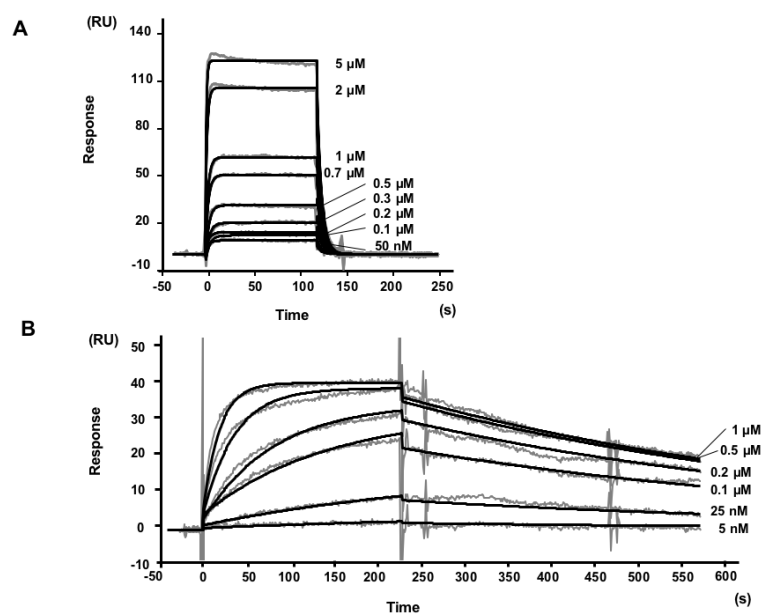 A
(RU)
140
110
80
50
20
-10
Response
5 µM
2 µM
1 µM
0.7 µM
0.5 µM
0.3 µM
0.2 µM
0.1 µM
50 nM
-50 0 50 100 150 200 250
Time
(s)
B
(RU)
50
40
30
20
10
0
-10
Response
1 µM
0.5 µM
0.2 µM
0.1 µM
25 nM
5 nM
-50 0 50 100 150 200 250 300 350 400 450 500 550 600
Time
(s)